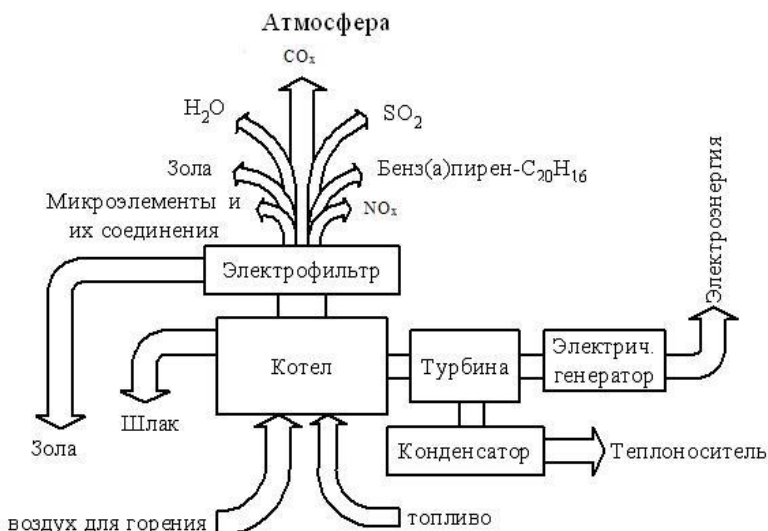 Атмосфера
COₓ
H₂O
SO₂
Зола
Бенз(а)пирен-C₂₀H₁₆
Микроэлементы и
их соединения
NOₓ
Электрофильтр
Электроэнергия
Котел
Турбина
Электрич.
генератор
Шлак
Зола
Конденсатор
Теплоноситель
воздух для горения
топливо